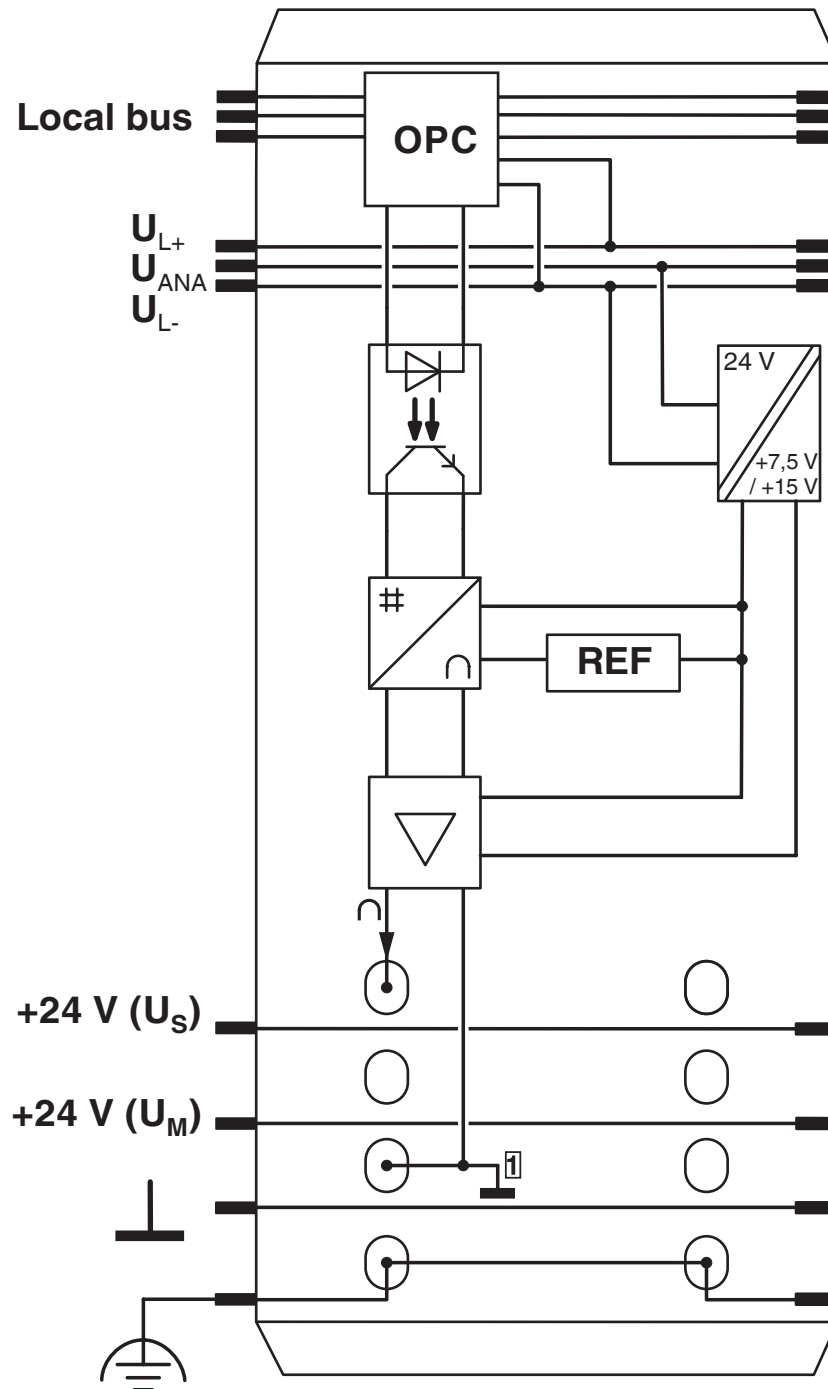 Local bus
OPC
UL+
UANA
UL-
24 V
+7,5 V
/ +15 V
#
REF
+24 V (US)
+24 V (UM)
1